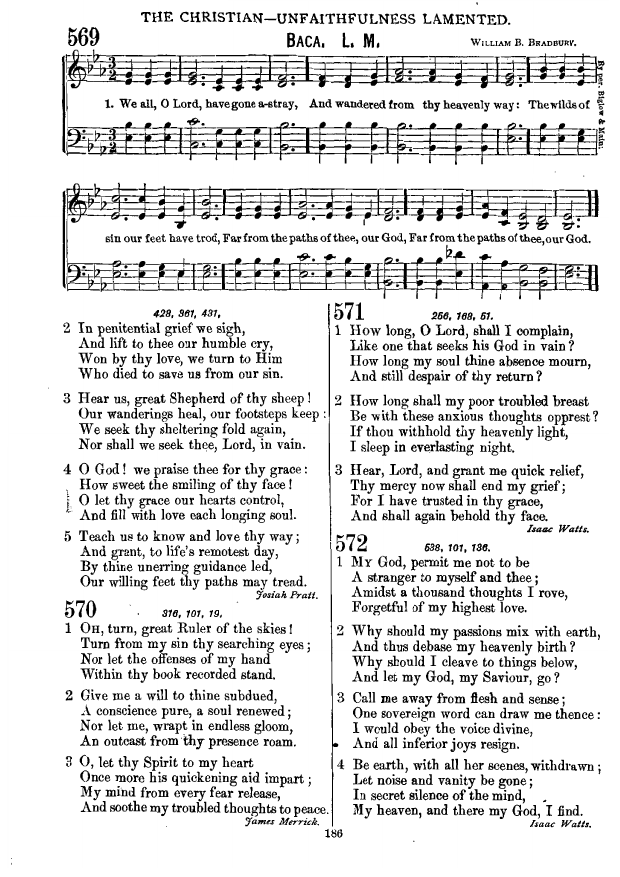 THE CHRISTIAN—UNFAITHFULNESS LAMENTED.
569
BACA. L. M.
WILLIAM B. BRADBURY.
By per. Biglow & Main.
1. We all, O Lord, have gone a-stray, And wandered from thy heavenly way: The wilds of
sin our feet have trod, Far from the paths of thee, our God, Far from the paths of thee, our God.
428, 361, 431.
2 In penitential grief we sigh,
And lift to thee our humble cry,
Won by thy love, we turn to Him
Who died to save us from our sin.
3 Hear us, great Shepherd of thy sheep!
Our wanderings heal, our footsteps keep:
We seek thy sheltering fold again,
Nor shall we seek thee, Lord, in vain.
4 O God! we praise thee for thy grace:
How sweet the smiling of thy face!
O let thy grace our hearts control,
And fill with love each longing soul.
5 Teach us to know and love thy way;
And grant, to life's remotest day,
By thine unerring guidance led,
Our willing feet thy paths may tread.
Josiah Pratt.
570
316, 101, 19.
1 OH, turn, great Ruler of the skies!
Turn from my sin thy searching eyes;
Nor let the offenses of my hand
Within thy book recorded stand.
2 Give me a will to thine subdued,
A conscience pure, a soul renewed;
Nor let me, wrapt in endless gloom,
An outcast from thy presence roam.
3 O, let thy Spirit to my heart
Once more his quickening aid impart;
My mind from every fear release,
And soothe my troubled thoughts to peace.
James Merrick.
571
256, 168, 51.
1 How long, O Lord, shall I complain,
Like one that seeks his God in vain?
How long my soul thine absence mourn,
And still despair of thy return?
2 How long shall my poor troubled breast
Be with these anxious thoughts opprest?
If thou withhold thy heavenly light,
I sleep in everlasting night.
3 Hear, Lord, and grant me quick relief,
Thy mercy now shall end my grief;
For I have trusted in thy grace,
And shall again behold thy face.
Isaac Watts.
572
538, 101, 136.
1 MY God, permit me not to be
A stranger to myself and thee;
Amidst a thousand thoughts I rove,
Forgetful of my highest love.
2 Why should my passions mix with earth,
And thus debase my heavenly birth?
Why should I cleave to things below,
And let my God, my Saviour, go?
3 Call me away from flesh and sense;
One sovereign word can draw me thence:
I would obey the voice divine,
And all inferior joys resign.
4 Be earth, with all her scenes, withdrawn;
Let noise and vanity be gone;
In secret silence of the mind,
My heaven, and there my God, I find.
Isaac Watts.
186